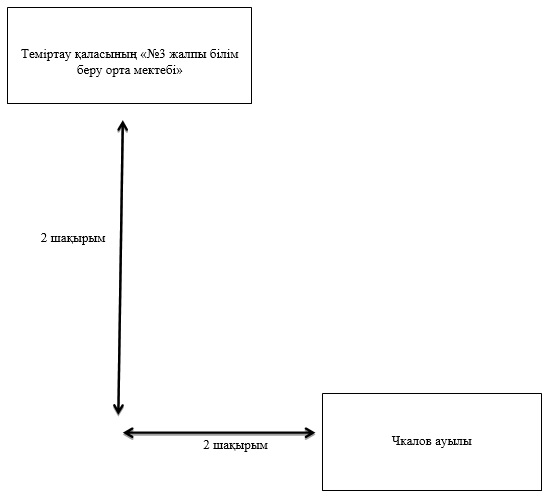 Теміртау қаласының «№3 жалпы білім
беру орта мектебі»
2 шақырым
Чкалов ауылы
2 шақырым